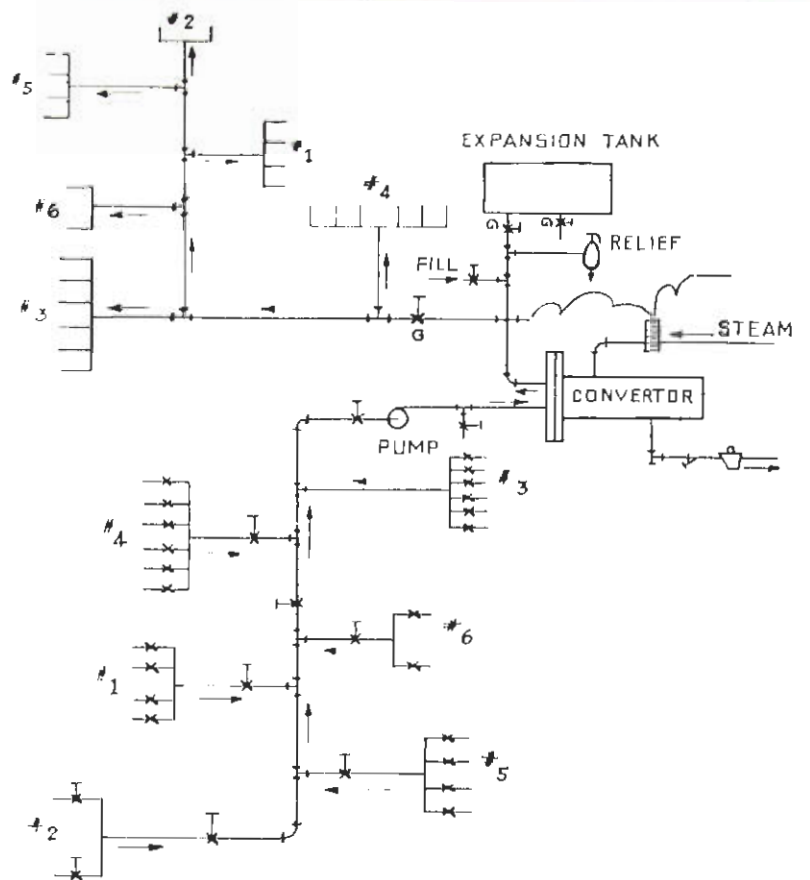 #2
#5
#1
EXPANSION TANK
#4
#6
G
G
RELIEF
FILL
#3
G
STEAM
CONVERTOR
PUMP
#3
#4
#6
#1
#5
#2